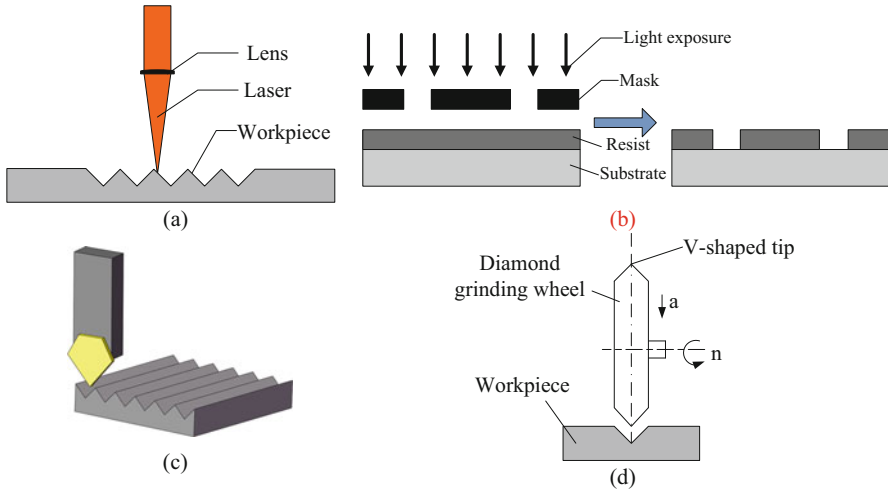 Lens
Laser
Workpiece
(a)
Light exposure
Mask
Resist
Substrate
(b)
(c)
V-shaped tip
Diamond
grinding wheel
a
n
Workpiece
(d)